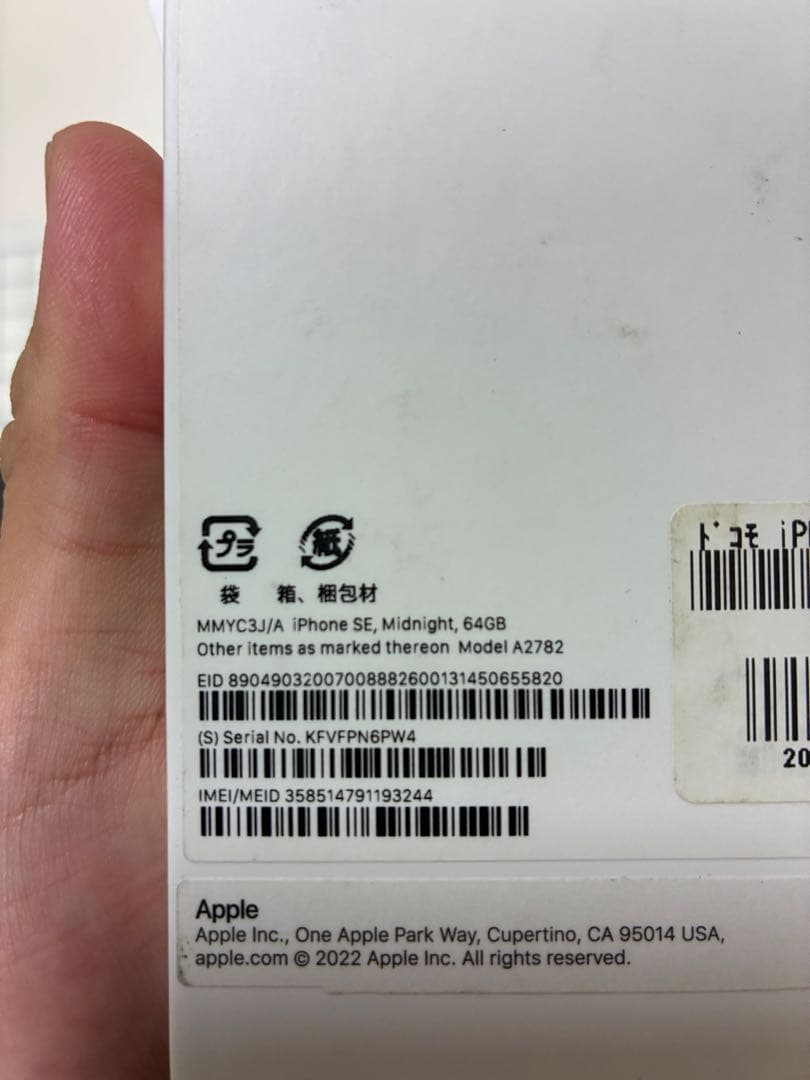 プラ 紙
袋 箱、梱包材
MMYC3J/A iPhone SE, Midnight, 64GB
Other items as marked thereon Model A2782
EID 89049032007008882600131450655820
(S) Serial No. KFVFPN6PW4
IMEI/MEID 358514791193244
ドコモ iP
20
Apple
Apple Inc., One Apple Park Way, Cupertino, CA 95014 USA,
apple.com © 2022 Apple Inc. All rights reserved.